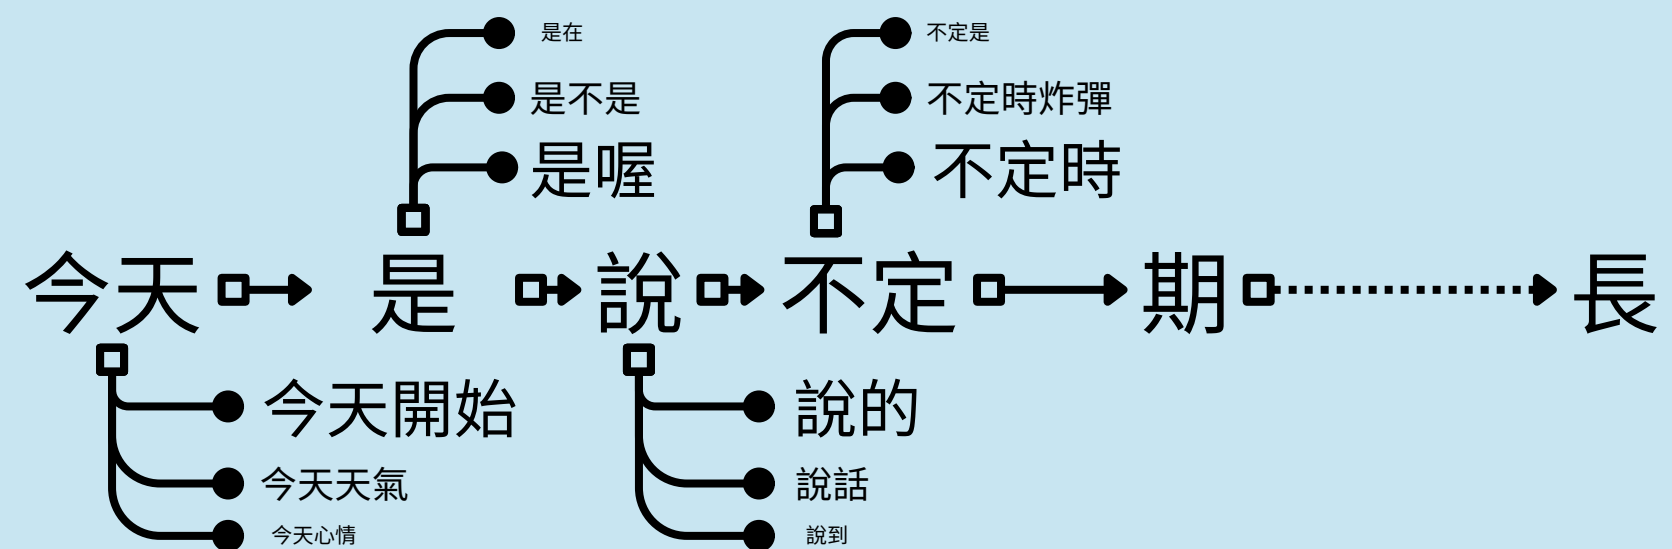 是在
是不是
是喔
不定是
不定時炸彈
不定時
今天 是 說 不定 期 長
今天開始
今天天氣
今天心情
說的
說話
說到